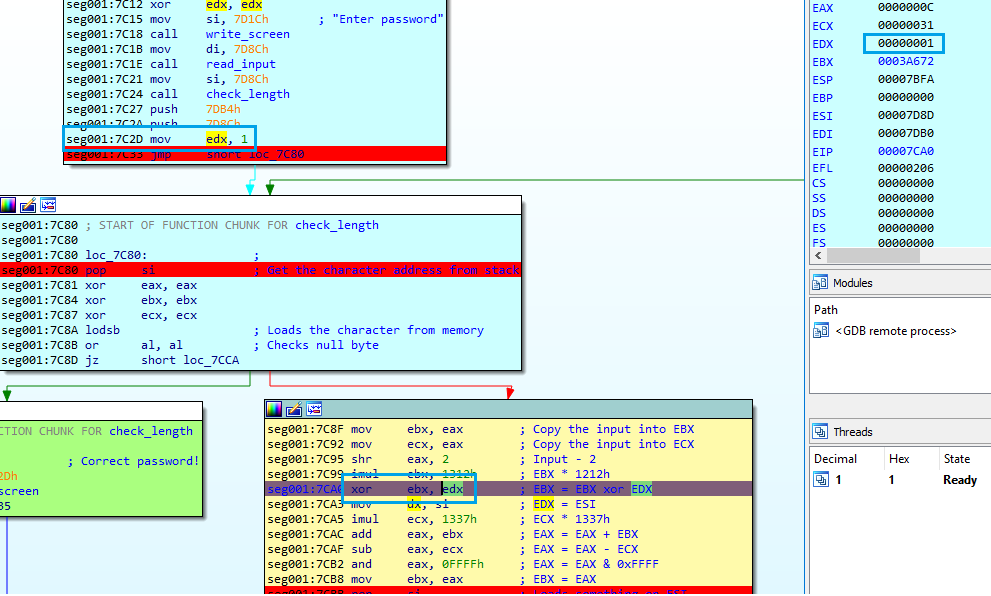 seg001:7C12 xor edx, edx
seg001:7C15 mov si, 7D1Ch ; "Enter password"
seg001:7C18 call write_screen
seg001:7C1B mov di, 7D8Ch
seg001:7C1E call read_input
seg001:7C21 mov si, 7D8Ch
seg001:7C24 call check_length
seg001:7C27 push 7DB4h
seg001:7C2A push 7D8Ch
seg001:7C2D mov edx, 1
seg001:7C33 jmp short loc_7C80
seg001:7C80 ; START OF FUNCTION CHUNK FOR check_length
seg001:7C80
seg001:7C80 loc_7C80: ;
seg001:7C80 pop si ; Get the character address from stack
seg001:7C81 xor eax, eax
seg001:7C84 xor ebx, ebx
seg001:7C87 xor ecx, ecx
seg001:7C8A lodsb ; Loads the character from memory
seg001:7C8B or al, al ; Checks null byte
seg001:7C8D jz short loc_7CCA
CTION CHUNK FOR check_length
; Correct password!
2Dh
screen
35
seg001:7C8F mov ebx, eax ; Copy the input into EBX
seg001:7C92 mov ecx, eax ; Copy the input into ECX
seg001:7C95 shr eax, 2 ; Input - 2
seg001:7C99 imul ebx, 1212h ; EBX * 1212h
seg001:7CA0 xor ebx, edx ; EBX = EBX xor EDX
seg001:7CA3 mov dx, si ; EDX = ESI
seg001:7CA5 imul ecx, 1337h ; ECX * 1337h
seg001:7CAC add eax, ebx ; EAX = EAX + EBX
seg001:7CAF sub eax, ecx ; EAX = EAX - ECX
seg001:7CB2 and eax, 0FFFFh ; EAX = EAX & 0xFFFF
seg001:7CB8 mov ebx, eax ; EBX = EAX
seg001:7CBB pop si ; Loads something on ESI
EAX 0000000C
ECX 00000031
EDX 00000001
EBX 0003A672
ESP 00007BFA
EBP 00000000
ESI 00007D8D
EDI 00007DB0
EIP 00007CA0
EFL 00000206
CS 00000000
SS 00000000
DS 00000000
ES 00000000
FS 00000000
Modules
Path
<GDB remote process>
Threads
Decimal Hex State
1 1 Ready